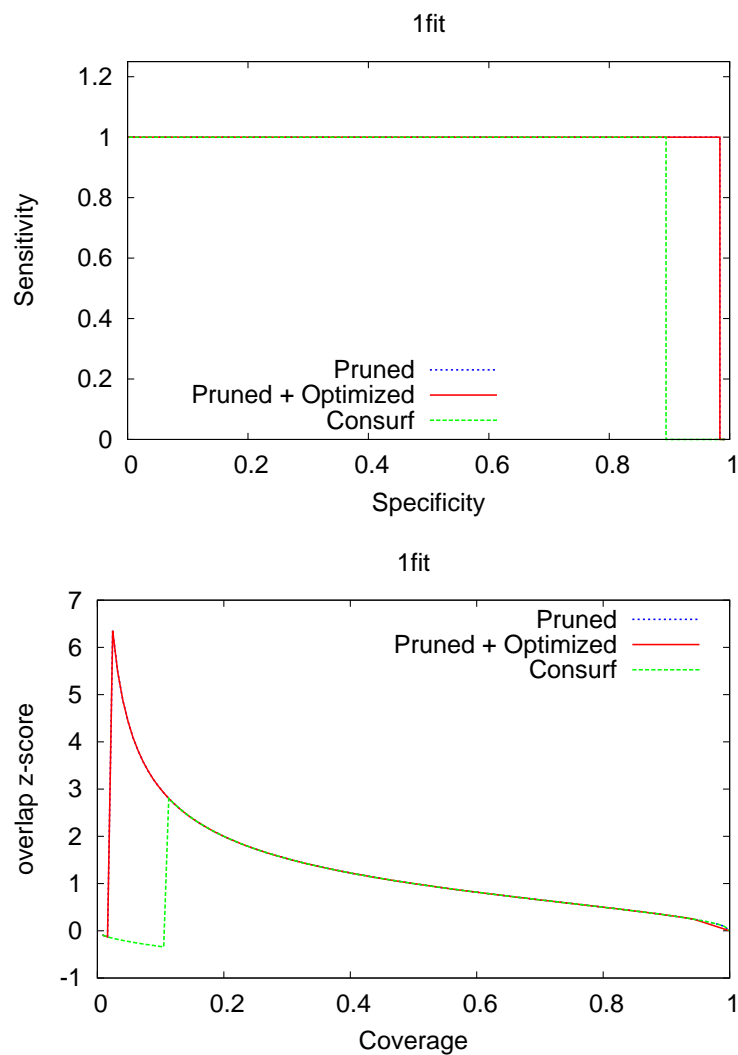 1fit
1.2
1
0.8
0.6
0.4
0.2
0
Sensitivity
Pruned
Pruned + Optimized
Consurf
0 0.2 0.4 0.6 0.8 1
Specificity
1fit
7
6
5
4
3
2
1
0
-1
overlap z-score
Pruned
Pruned + Optimized
Consurf
0 0.2 0.4 0.6 0.8 1
Coverage